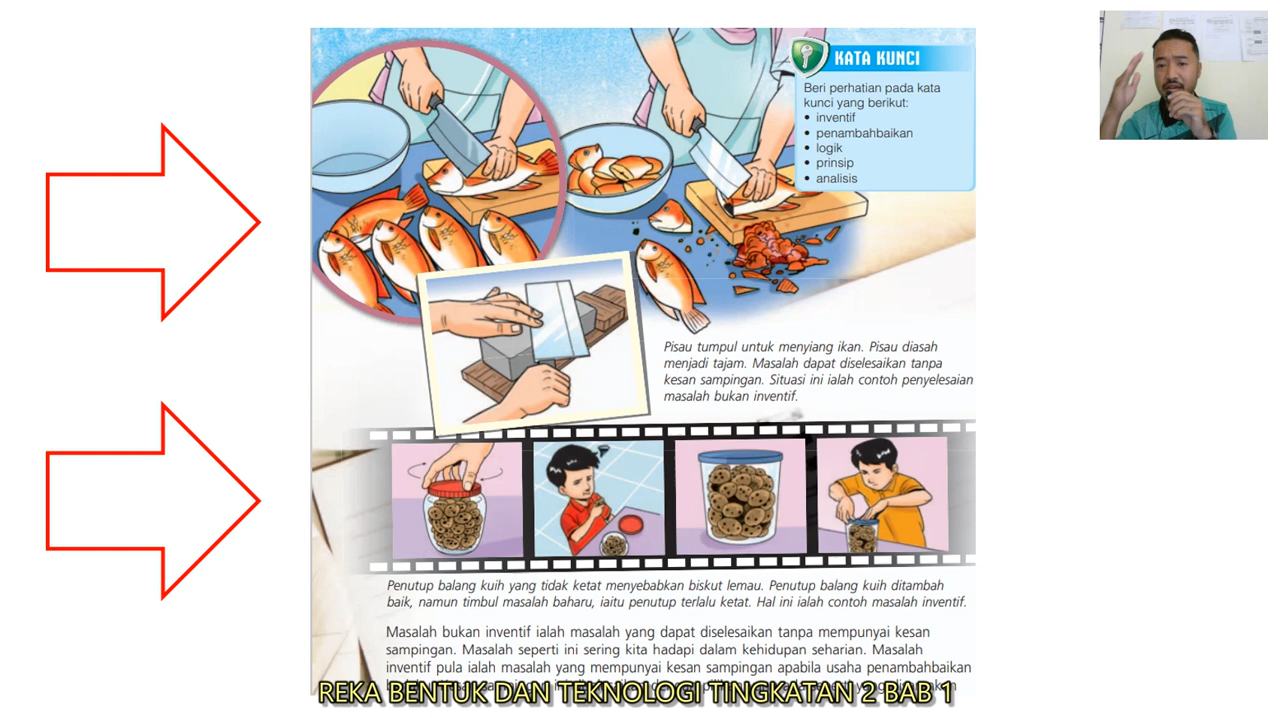 KATA KUNCI
Beri perhatian pada kata
kunci yang berikut:
• inventif
• penambahbaikan
• logik
• prinsip
• analisis
Pisau tumpul untuk menyiang ikan. Pisau diasah
menjadi tajam. Masalah dapat diselesaikan tanpa
kesan sampingan. Situasi ini ialah contoh penyelesaian
masalah bukan inventif.
Penutup balang kuih yang tidak ketat menyebabkan biskut lemau. Penutup balang kuih ditambah
baik, namun timbul masalah baharu, iaitu penutup terlalu ketat. Hal ini ialah contoh masalah inventif.
Masalah bukan inventif ialah masalah yang dapat diselesaikan tanpa mempunyai kesan
sampingan. Masalah seperti ini sering kita hadapi dalam kehidupan seharian. Masalah
inventif pula ialah masalah yang mempunyai kesan sampingan apabila usaha penambahbaikan
REKA BENTUK DAN TEKNOLOGI TINGKATAN 2 BAB 1